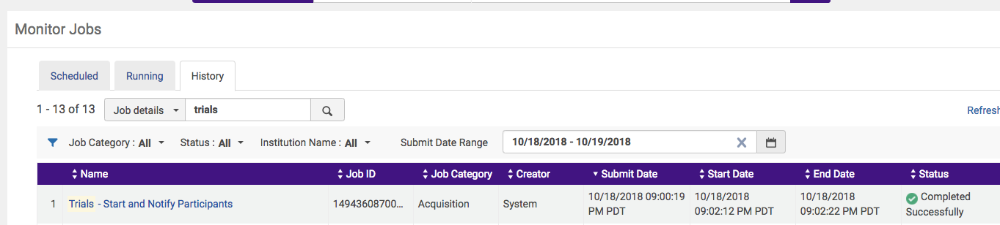 Monitor Jobs
Scheduled Running History
1 - 13 of 13 Job details trials
Refresh
Job Category : All Status : All Institution Name : All Submit Date Range 10/18/2018 - 10/19/2018
Name Job ID Job Category Creator Submit Date Start Date End Date Status
1 Trials - Start and Notify Participants 14943608700... Acquisition System 10/18/2018 09:00:19 10/18/2018 10/18/2018 Completed
PM PDT 09:02:12 PM PDT 09:02:22 PM PDT Successfully